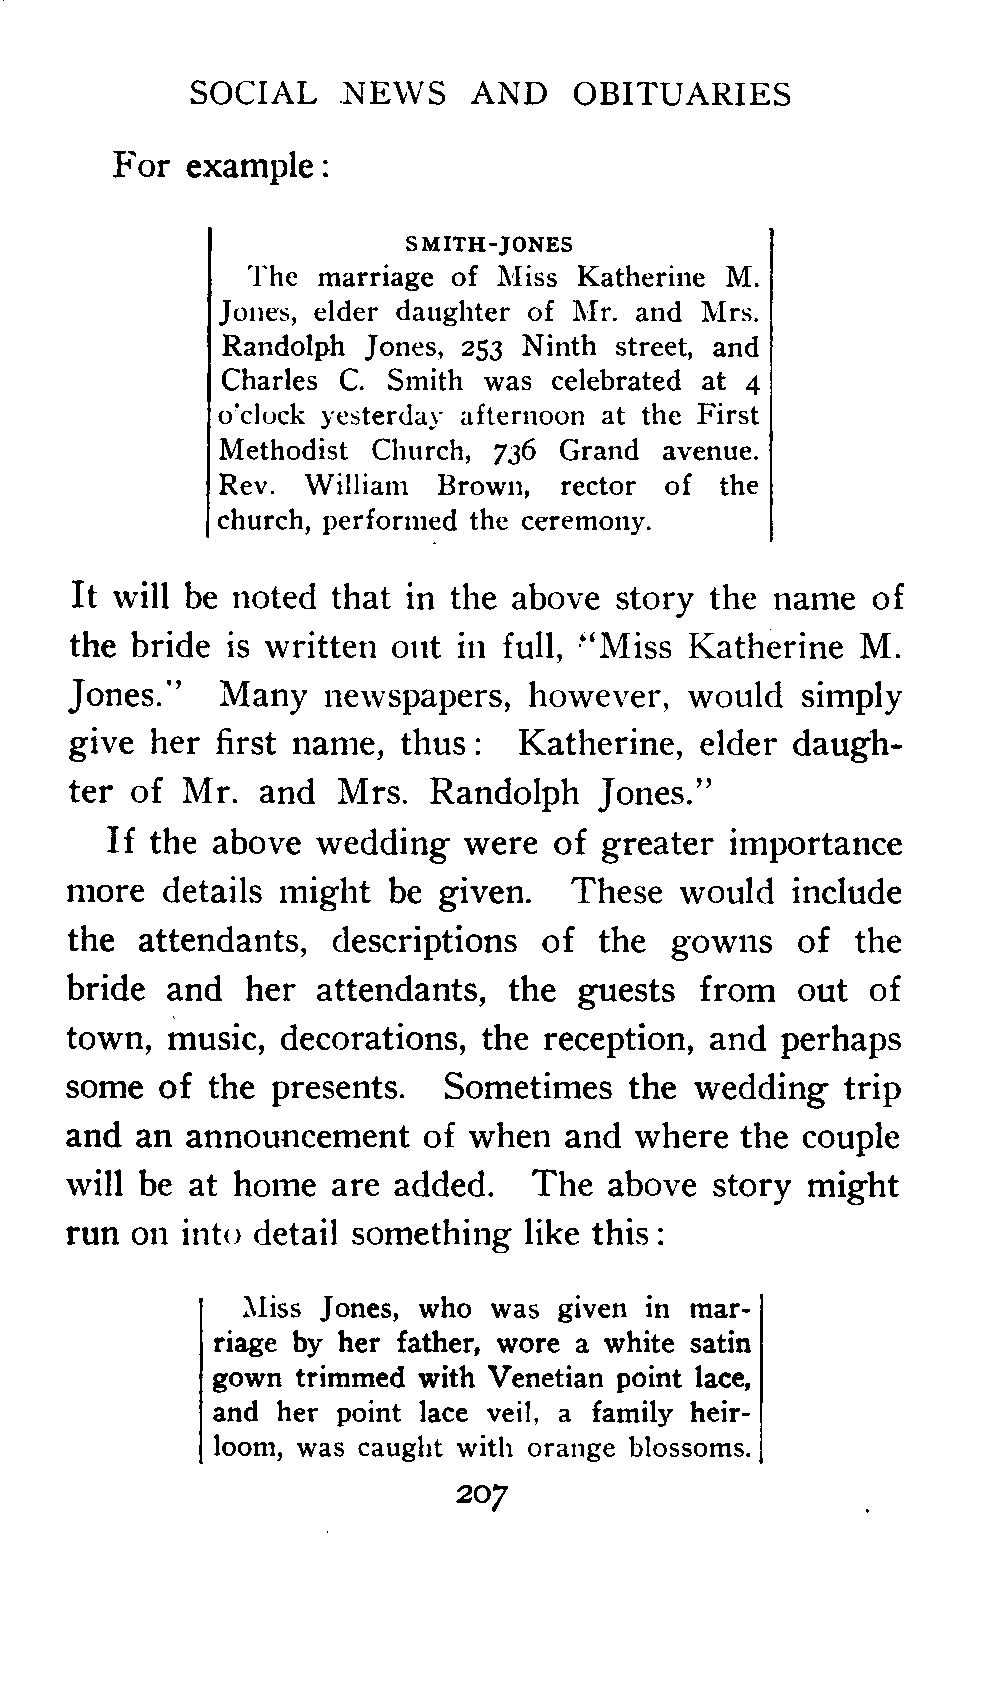 SOCIAL NEWS AND OBITUARIES
For example:
SMITH-JONES
The marriage of Miss Katherine M.
Jones, elder daughter of Mr. and Mrs.
Randolph Jones, 253 Ninth street, and
Charles C. Smith was celebrated at 4
o'clock yesterday afternoon at the First
Methodist Church, 736 Grand avenue.
Rev. William Brown, rector of the
church, performed the ceremony.
It will be noted that in the above story the name of
the bride is written out in full, "Miss Katherine M.
Jones." Many newspapers, however, would simply
give her first name, thus: Katherine, elder daugh-
ter of Mr. and Mrs. Randolph Jones."
If the above wedding were of greater importance
more details might be given. These would include
the attendants, descriptions of the gowns of the
bride and her attendants, the guests from out of
town, music, decorations, the reception, and perhaps
some of the presents. Sometimes the wedding trip
and an announcement of when and where the couple
will be at home are added. The above story might
run on into detail something like this:
Miss Jones, who was given in mar-
riage by her father, wore a white satin
gown trimmed with Venetian point lace,
and her point lace veil, a family heir-
loom, was caught with orange blossoms.
207